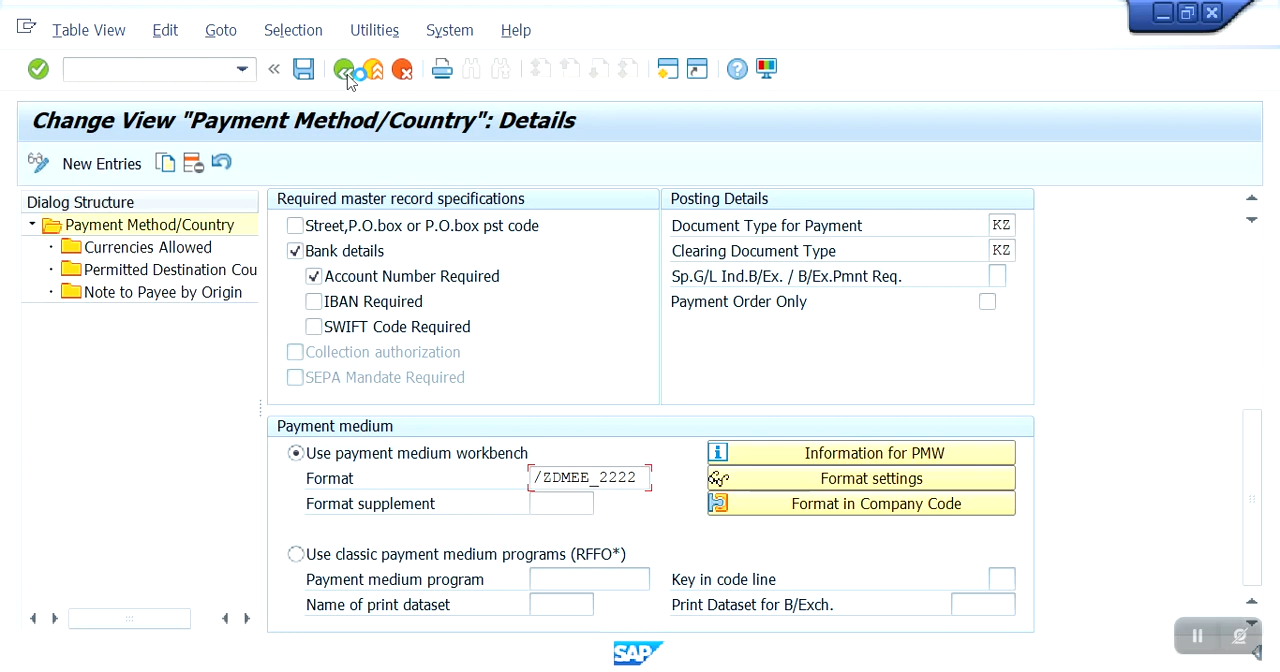 Table View Edit Goto Selection Utilities System Help
Change View "Payment Method/Country": Details
New Entries
Dialog Structure
Payment Method/Country
Currencies Allowed
Permitted Destination Cou
Note to Payee by Origin
Required master record specifications
Street,P.O.box or P.O.box pst code
Bank details
Account Number Required
IBAN Required
SWIFT Code Required
Collection authorization
SEPA Mandate Required
Posting Details
Document Type for Payment KZ
Clearing Document Type KZ
Sp.G/L Ind.B/Ex. / B/Ex.Pmnt Req.
Payment Order Only
Payment medium
Use payment medium workbench
Format /ZDMEE_2222
Format supplement
Information for PMW
Format settings
Format in Company Code
Use classic payment medium programs (RFFO*)
Payment medium program
Name of print dataset
Key in code line
Print Dataset for B/Exch.
SAP